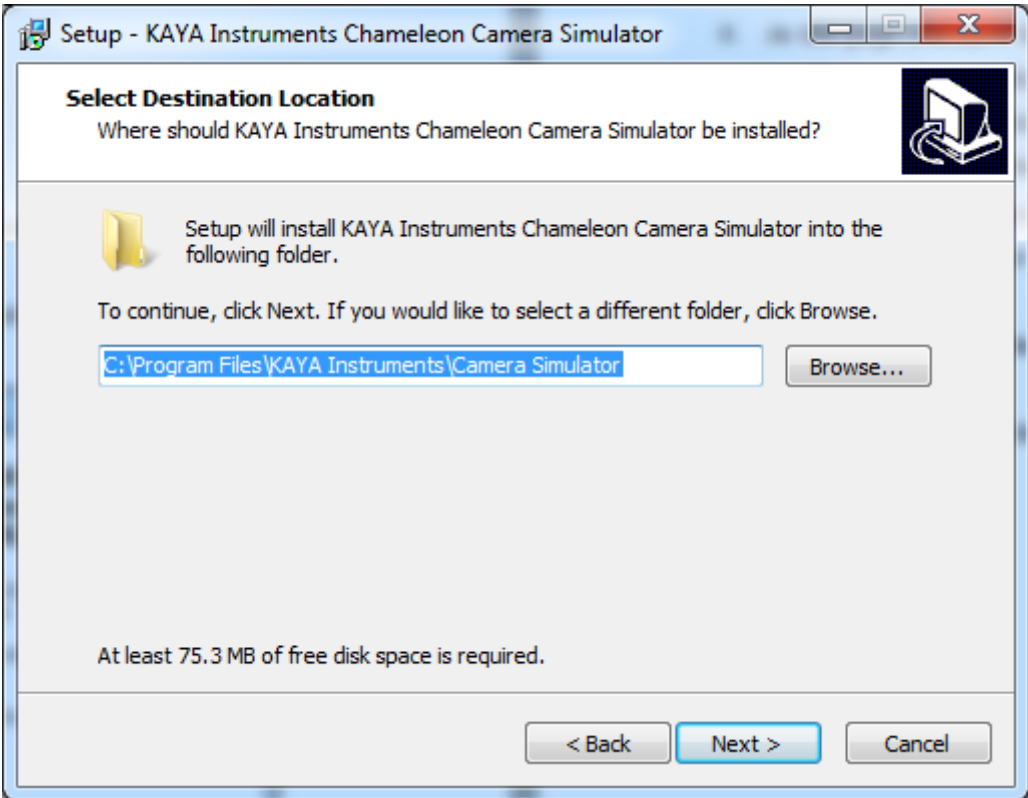 Setup - KAYA Instruments Chameleon Camera Simulator
Select Destination Location
Where should KAYA Instruments Chameleon Camera Simulator be installed?
Setup will install KAYA Instruments Chameleon Camera Simulator into the
following folder.
To continue, click Next. If you would like to select a different folder, click Browse.
C:\Program Files\KAYA Instruments\Camera Simulator
Browse...
At least 75.3 MB of free disk space is required.
< Back
Next >
Cancel